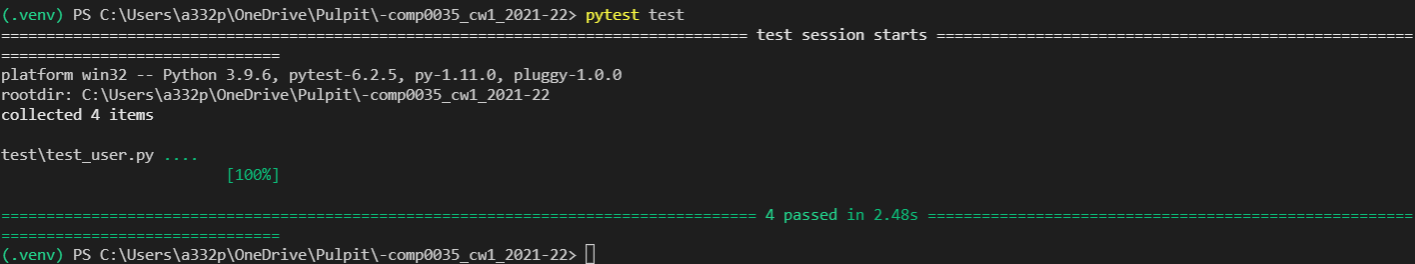 (.venv) PS C:\Users\a332p\OneDrive\Pulpit\-comp0035_cw1_2021-22> pytest test
=================================================================================== test session starts =====================================================
===============================
platform win32 -- Python 3.9.6, pytest-6.2.5, py-1.11.0, pluggy-1.0.0
rootdir: C:\Users\a332p\OneDrive\Pulpit\-comp0035_cw1_2021-22
collected 4 items
test\test_user.py ....
[100%]
==================================================================================== 4 passed in 2.48s ======================================================
===============================
(.venv) PS C:\Users\a332p\OneDrive\Pulpit\-comp0035_cw1_2021-22>